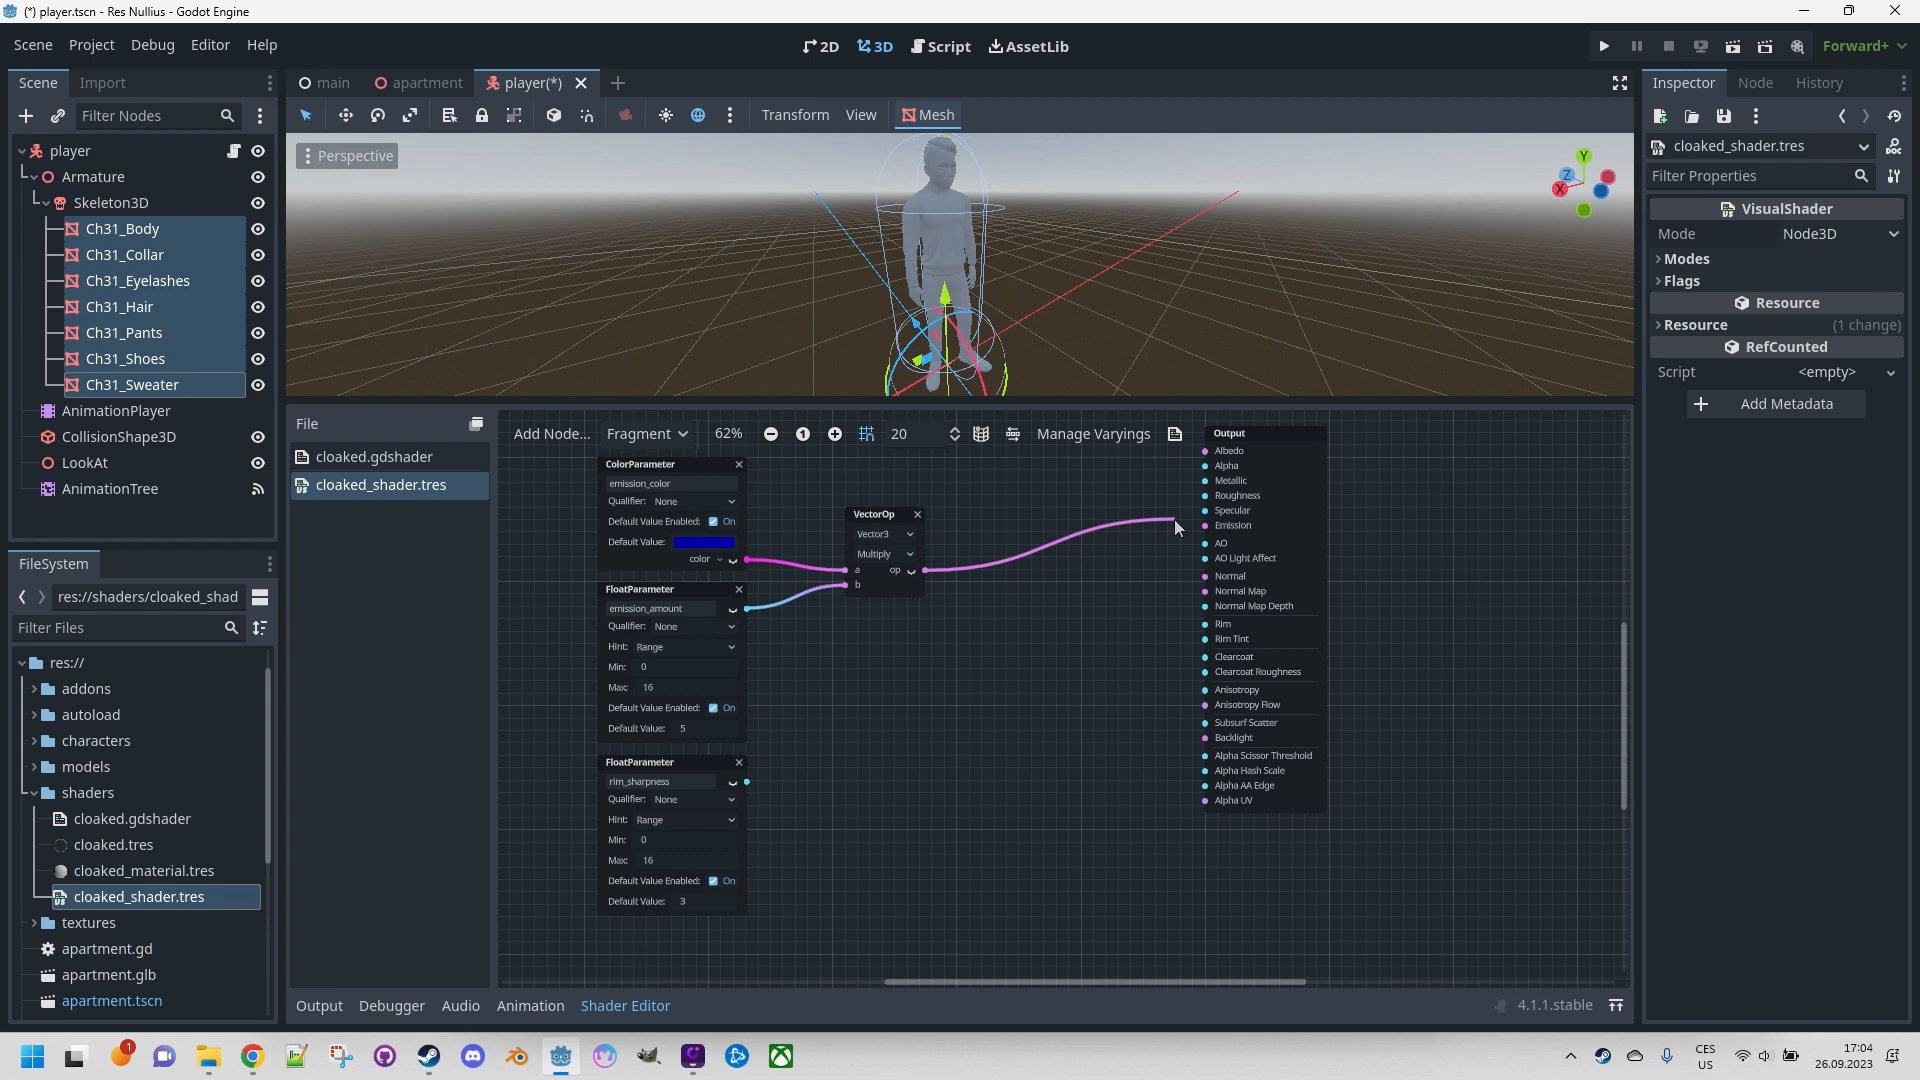 (*) player.tscn - Res Nullius - Godot Engine
Scene Project Debug Editor Help
2D 3D Script AssetLib
Forward+
Scene Import
main apartment player(*)
Inspector Node History
Filter Nodes
Transform View Mesh
cloaked_shader.tres
Filter Properties
VisualShader
Mode Node3D
Modes
Flags
Resource
Resource (1 change)
RefCounted
Script <empty>
Add Metadata
player
Armature
Skeleton3D
Ch31_Body
Ch31_Collar
Ch31_Eyelashes
Ch31_Hair
Ch31_Pants
Ch31_Shoes
Ch31_Sweater
AnimationPlayer
CollisionShape3D
LookAt
AnimationTree
Perspective
Y
Z
X
FileSystem
res://shaders/cloaked_shad
Filter Files
res://
addons
autoload
characters
models
shaders
cloaked.gdshader
cloaked.tres
cloaked_material.tres
cloaked_shader.tres
textures
apartment.gd
apartment.glb
apartment.tscn
File
cloaked.gdshader
cloaked_shader.tres
Add Node... Fragment 62% 1 20 Manage Varyings
ColorParameter
emission_color
Qualifier: None
Default Value Enabled: On
Default Value:
color
FloatParameter
emission_amount
Qualifier: None
Hint: Range
Min: 0
Max: 16
Default Value Enabled: On
Default Value: 5
FloatParameter
rim_sharpness
Qualifier: None
Hint: Range
Min: 0
Max: 16
Default Value Enabled: On
Default Value: 3
VectorOp
Vector3
Multiply
a op
b
Output
Albedo
Alpha
Metallic
Roughness
Specular
Emission
AO
AO Light Affect
Normal
Normal Map
Normal Map Depth
Rim
Rim Tint
Clearcoat
Clearcoat Roughness
Anisotropy
Anisotropy Flow
Subsurf Scatter
Backlight
Alpha Scissor Threshold
Alpha Hash Scale
Alpha AA Edge
Alpha UV
Output Debugger Audio Animation Shader Editor
4.1.1.stable
1
CES
US
17:04
26.09.2023